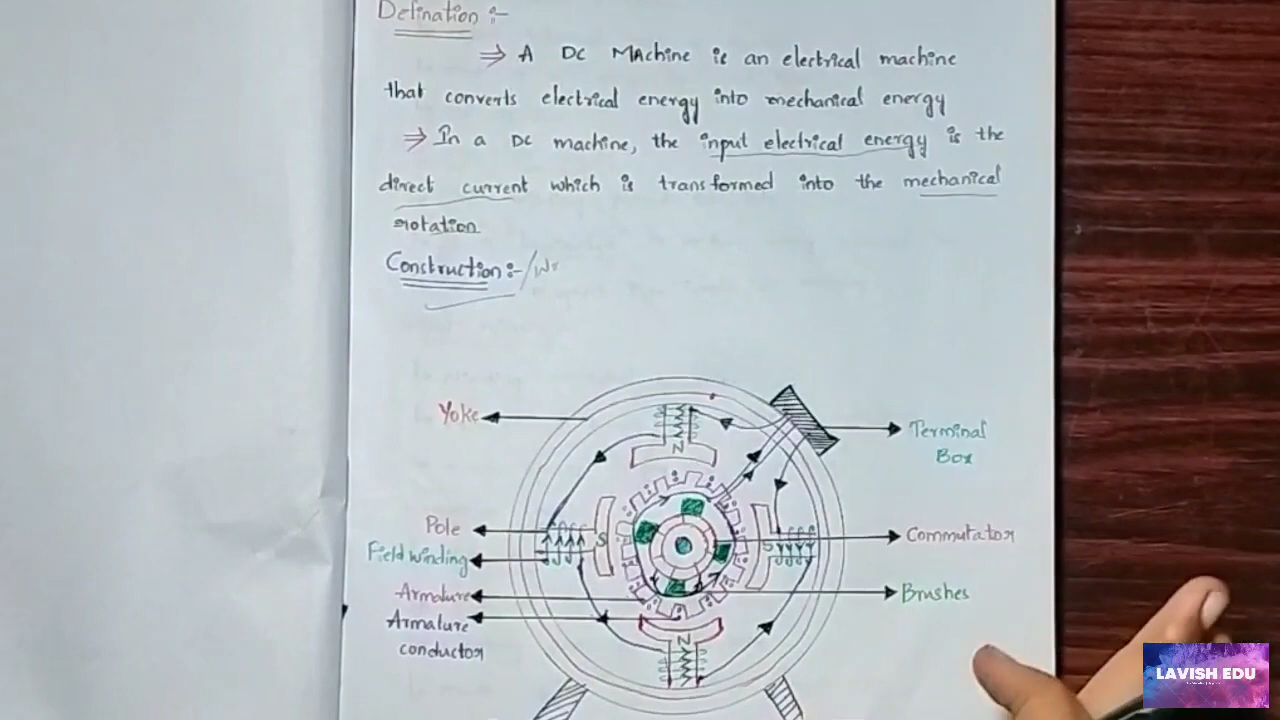 Defination :-
⇒ A DC MAchine is an electrical machine
that converts electrical energy into mechanical energy
⇒ In a DC machine, the input electrical energy is the
direct current which is transformed into the mechanical
rotation
Construction :-/
Yoke
Terminal
Box
N
Pole
S
S
Commutator
Field winding
Armature
Brushes
Armature
conductor
N
LAVISH EDU